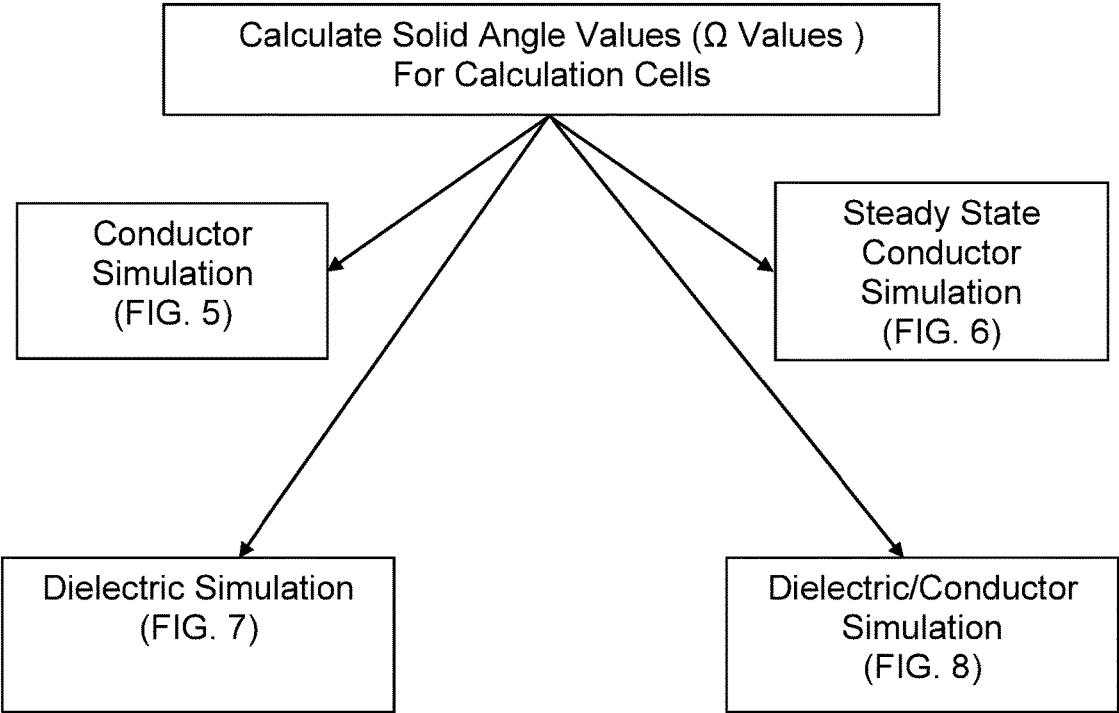 Calculate Solid Angle Values (Ω Values )
For Calculation Cells
Conductor
Simulation
(FIG. 5)
Steady State
Conductor
Simulation
(FIG. 6)
Dielectric Simulation
(FIG. 7)
Dielectric/Conductor
Simulation
(FIG. 8)